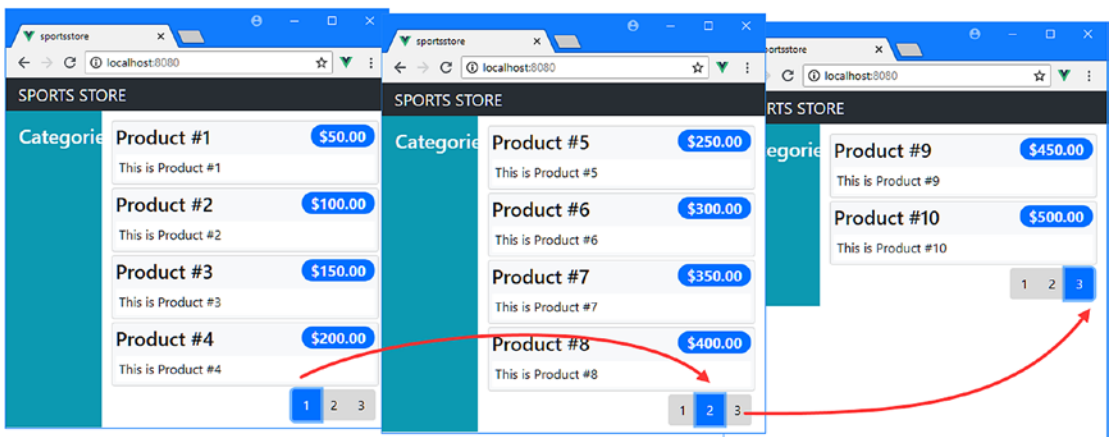 sportsstore
localhost:8080
SPORTS STORE
Categorie
Product #1 $50.00
This is Product #1
Product #2 $100.00
This is Product #2
Product #3 $150.00
This is Product #3
Product #4 $200.00
This is Product #4
1 2 3
sportsstore
localhost:8080
SPORTS STORE
Categorie
Product #5 $250.00
This is Product #5
Product #6 $300.00
This is Product #6
Product #7 $350.00
This is Product #7
Product #8 $400.00
This is Product #8
1 2 3
ortsstore
localhost:8080
RTS STORE
egorie
Product #9 $450.00
This is Product #9
Product #10 $500.00
This is Product #10
1 2 3